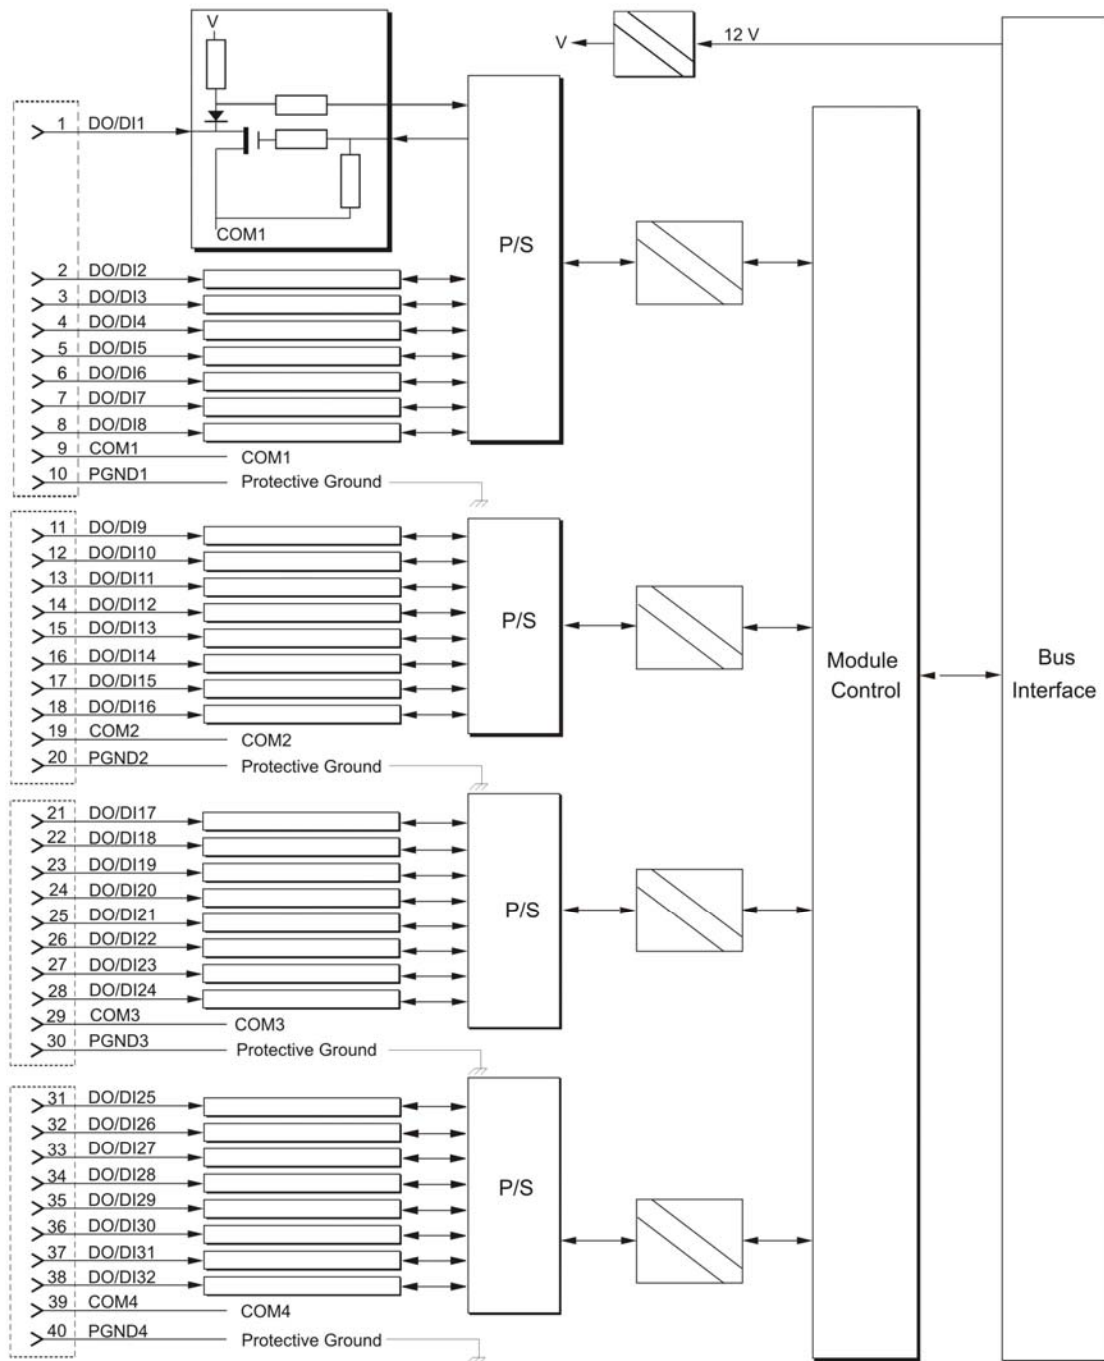 V
V
12 V
1 DO/DI1
COM1
P/S
2 DO/DI2
3 DO/DI3
4 DO/DI4
5 DO/DI5
6 DO/DI6
7 DO/DI7
8 DO/DI8
9 COM1 COM1
10 PGND1 Protective Ground
11 DO/DI9
12 DO/DI10
13 DO/DI11
14 DO/DI12
15 DO/DI13
16 DO/DI14
17 DO/DI15
18 DO/DI16
19 COM2 COM2
20 PGND2 Protective Ground
P/S
Module
Control
Bus
Interface
21 DO/DI17
22 DO/DI18
23 DO/DI19
24 DO/DI20
25 DO/DI21
26 DO/DI22
27 DO/DI23
28 DO/DI24
29 COM3 COM3
30 PGND3 Protective Ground
P/S
31 DO/DI25
32 DO/DI26
33 DO/DI27
34 DO/DI28
35 DO/DI29
36 DO/DI30
37 DO/DI31
38 DO/DI32
39 COM4 COM4
40 PGND4 Protective Ground
P/S